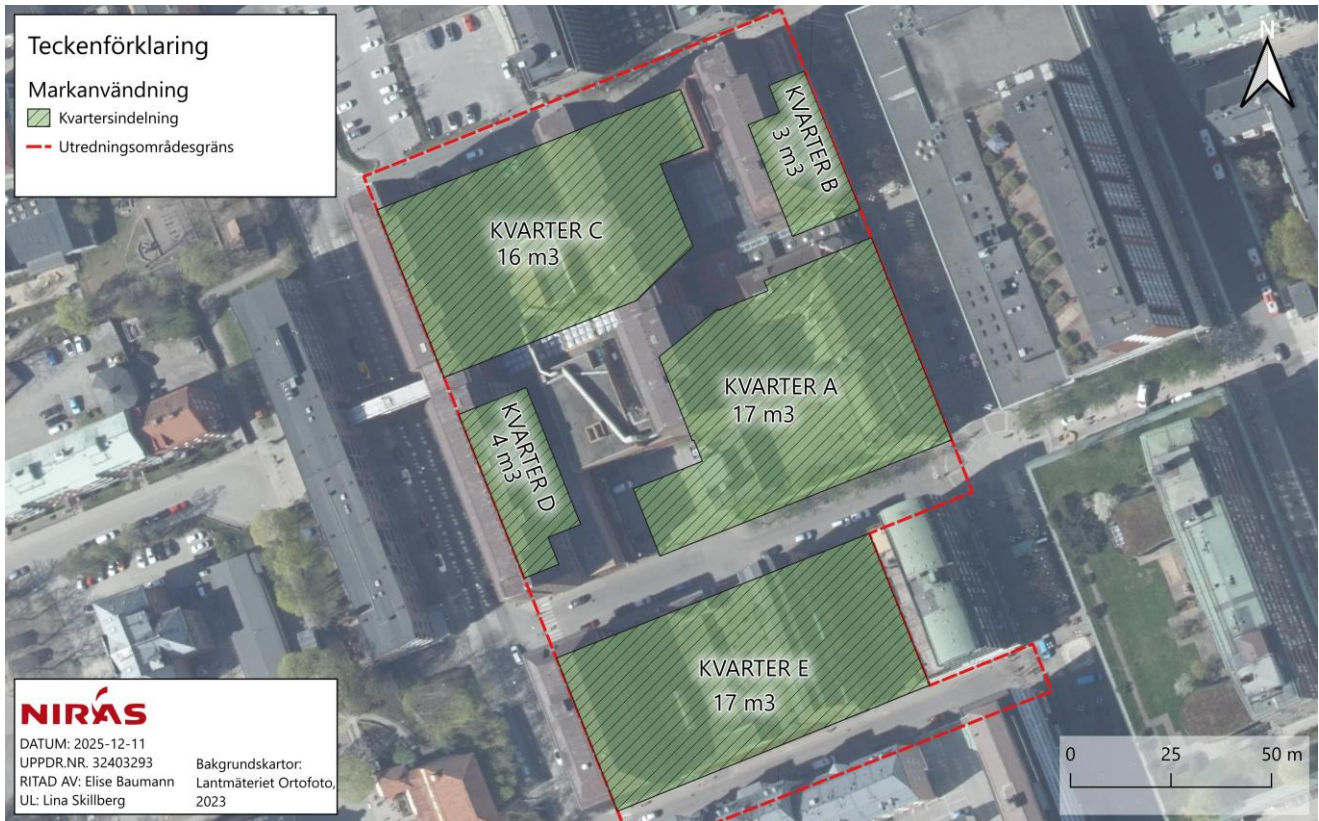 Teckenförklaring
Markanvändning
Kvartersindelning
Utredningsområdesgräns
N
KVARTER B
3 m3
KVARTER C
16 m3
KVARTER A
17 m3
KVARTER D
4 m3
KVARTER E
17 m3
NIRAS
DATUM: 2025-12-11
UPPDR.NR. 32403293
RITAD AV: Elise Baumann
UL: Lina Skillberg
Bakgrundskartor:
Lantmäteriet Ortofoto,
2023
0 25 50 m